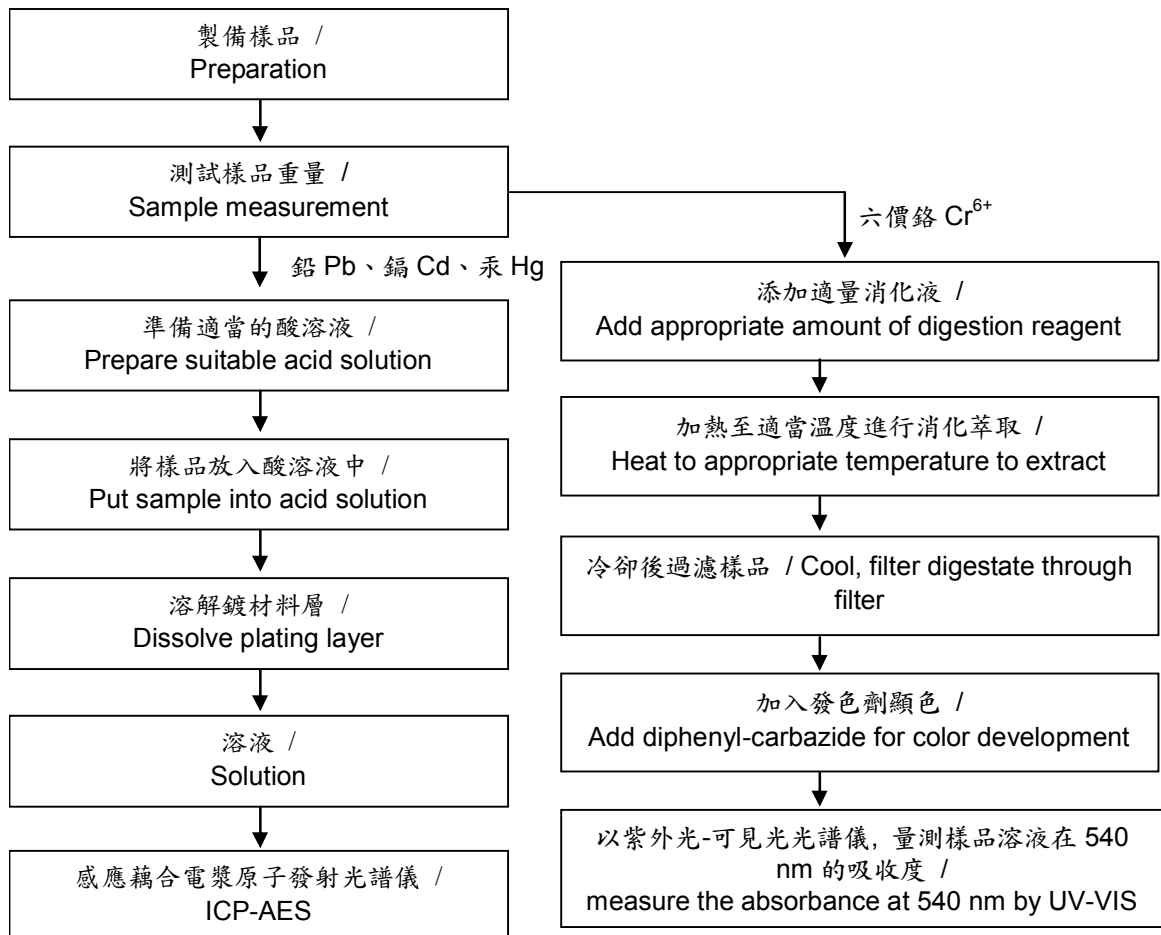 製備樣品 /
Preparation
測試樣品重量 /
Sample measurement
鉛 Pb、鎘 Cd、汞 Hg
準備適當的酸溶液 /
Prepare suitable acid solution
將樣品放入酸溶液中 /
Put sample into acid solution
溶解鍍材料層 /
Dissolve plating layer
溶液 /
Solution
感應藕合電漿原子發射光譜儀 /
ICP-AES
六價鉻 Cr⁶⁺
添加適量消化液 /
Add appropriate amount of digestion reagent
加熱至適當溫度進行消化萃取 /
Heat to appropriate temperature to extract
冷卻後過濾樣品 / Cool, filter digestate through
filter
加入發色劑顯色 /
Add diphenyl-carbazide for color development
以紫外光-可見光光譜儀, 量測樣品溶液在 540
nm 的吸收度 /
measure the absorbance at 540 nm by UV-VIS